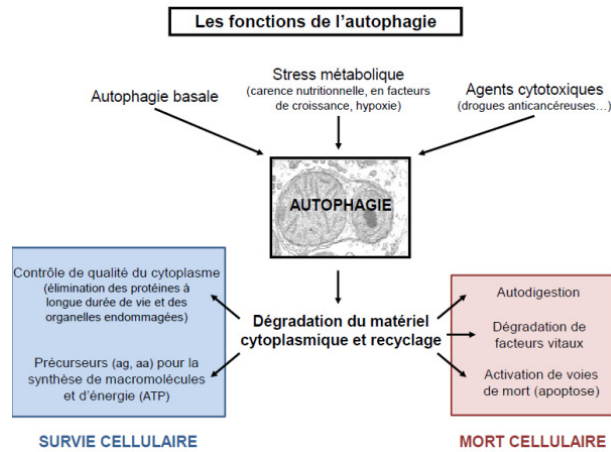 Les fonctions de l'autophagie
Autophagie basale
Stress métabolique
(carence nutritionnelle, en facteurs
de croissance, hypoxie)
Agents cytotoxiques
(drogues anticancéreuses…)
AUTOPHAGIE
Contrôle de qualité du cytoplasme
(élimination des protéines à
longue durée de vie et des
organelles endommagées)
Précurseurs (ag, aa) pour la
synthèse de macromolécules
et d'énergie (ATP)
SURVIE CELLULAIRE
Dégradation du matériel
cytoplasmique et recyclage
Autodigestion
Dégradation de
facteurs vitaux
Activation de voies
de mort (apoptose)
MORT CELLULAIRE